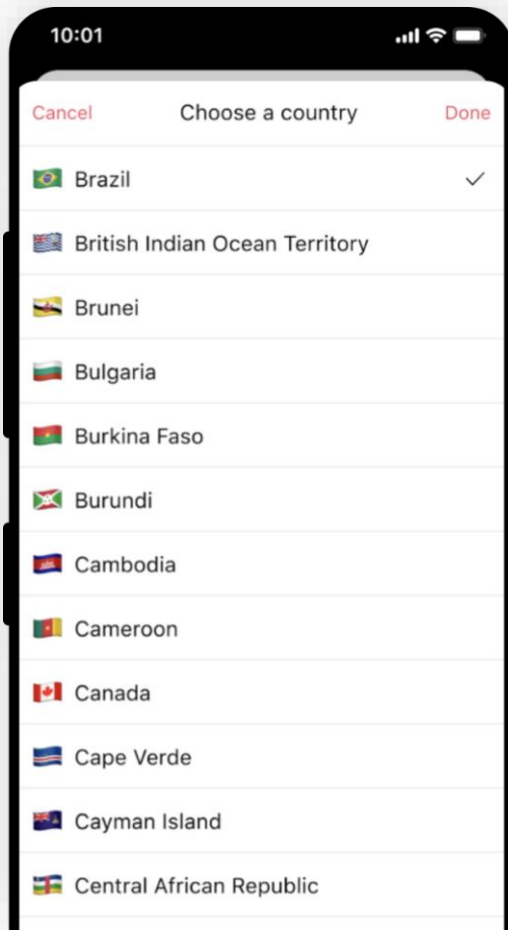 10:01
Cancel Choose a country Done
Brazil
British Indian Ocean Territory
Brunei
Bulgaria
Burkina Faso
Burundi
Cambodia
Cameroon
Canada
Cape Verde
Cayman Island
Central African Republic